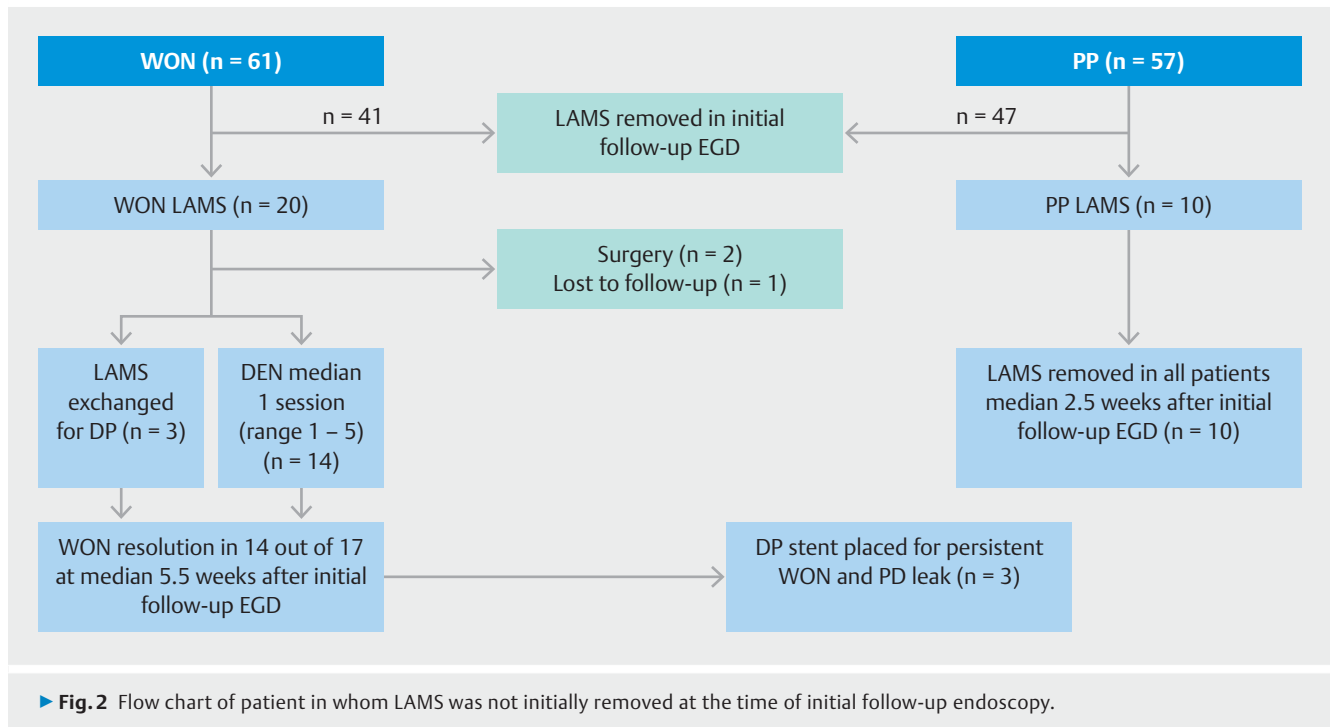 WON (n = 61)
PP (n = 57)
n = 41
LAMS removed in initial
follow-up EGD
n = 47
WON LAMS (n = 20)
PP LAMS (n = 10)
Surgery (n = 2)
Lost to follow-up (n = 1)
LAMS
exchanged
for DP (n = 3)
DEN median
1 session
(range 1 – 5)
(n = 14)
LAMS removed in all patients
median 2.5 weeks after initial
follow-up EGD (n = 10)
WON resolution in 14 out of 17
at median 5.5 weeks after initial
follow-up EGD
DP stent placed for persistent
WON and PD leak (n = 3)
▶ Fig. 2 Flow chart of patient in whom LAMS was not initially removed at the time of initial follow-up endoscopy.